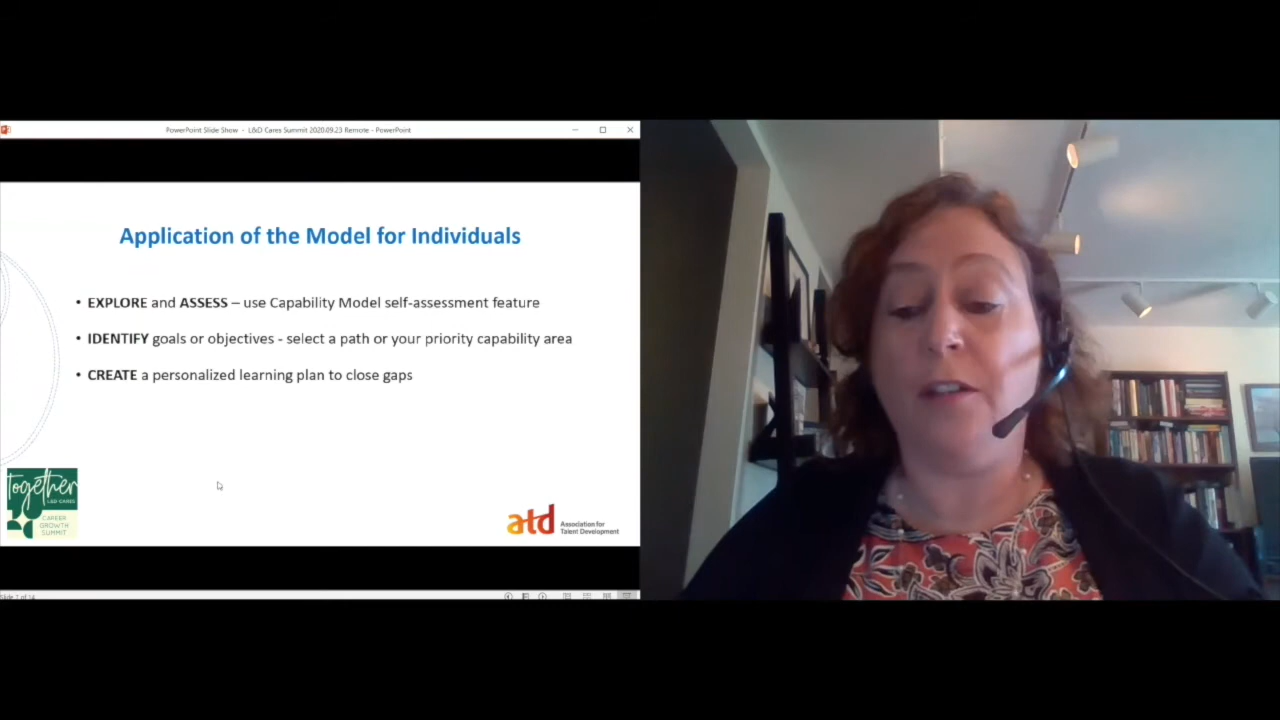 PowerPoint Slide Show - L&D Cares Summit 2020.09.23 Remote - PowerPoint
Application of the Model for Individuals
• EXPLORE and ASSESS – use Capability Model self-assessment feature
• IDENTIFY goals or objectives - select a path or your priority capability area
• CREATE a personalized learning plan to close gaps
together
L&D CARES
CAREER
GROWTH
SUMMIT
atd
Association for
Talent Development